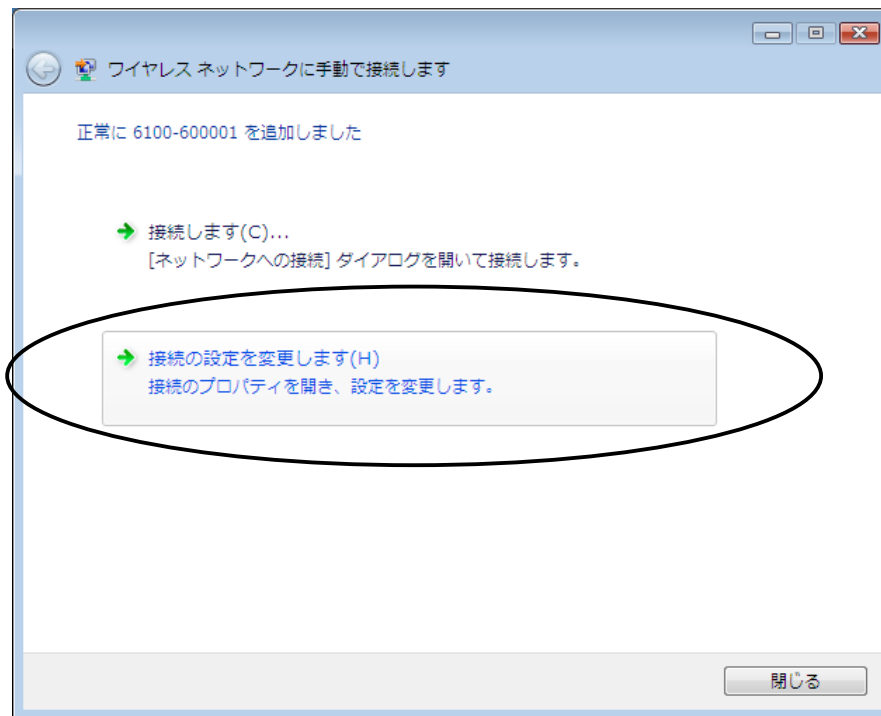 ワイヤレス ネットワークに手動で接続します
正常に 6100-600001 を追加しました
接続します(C)...
[ネットワークへの接続] ダイアログを開いて接続します。
接続の設定を変更します(H)
接続のプロパティを開き、設定を変更します。
閉じる